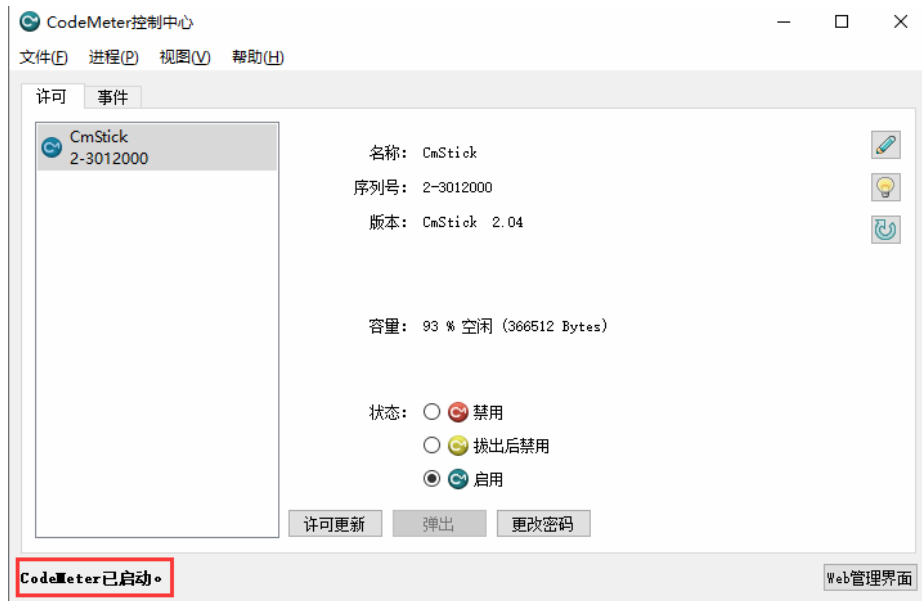 CodeMeter控制中心
文件(F) 进程(P) 视图(V) 帮助(H)
许可 事件
CmStick
2-3012000
名称: CmStick
序列号: 2-3012000
版本: CmStick 2.04
容量: 93 % 空闲 (366512 Bytes)
状态: 禁用
拔出后禁用
启用
许可更新 弹出 更改密码
CodeMeter已启动。 Web管理界面